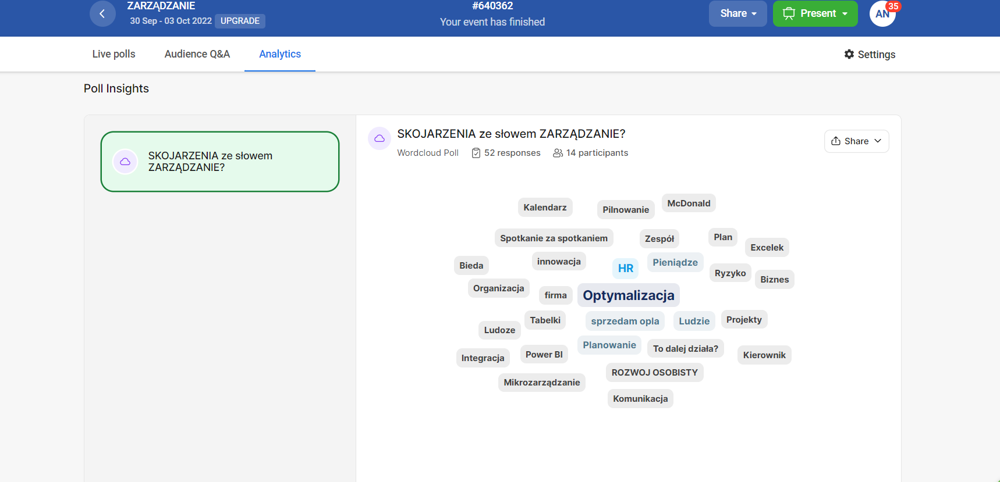 ZARZĄDZANIE
30 Sep - 03 Oct 2022 UPGRADE
#640362
Your event has finished
Share
Present
AN
35
Live polls
Audience Q&A
Analytics
Settings
Poll Insights
SKOJARZENIA ze słowem
ZARZĄDZANIE?
SKOJARZENIA ze słowem ZARZĄDZANIE?
Wordcloud Poll 52 responses 14 participants
Share
Kalendarz
Pilnowanie
McDonald
Spotkanie za spotkaniem
Zespół
Plan
Excelek
Bieda
innowacja
HR
Pieniądze
Ryzyko
Biznes
Organizacja
firma
Optymalizacja
Tabelki
sprzedam opla
Ludzie
Projekty
Ludoze
Planowanie
To dalej działa?
Integracja
Power BI
Kierownik
ROZWOJ OSOBISTY
Mikrozarządzanie
Komunikacja